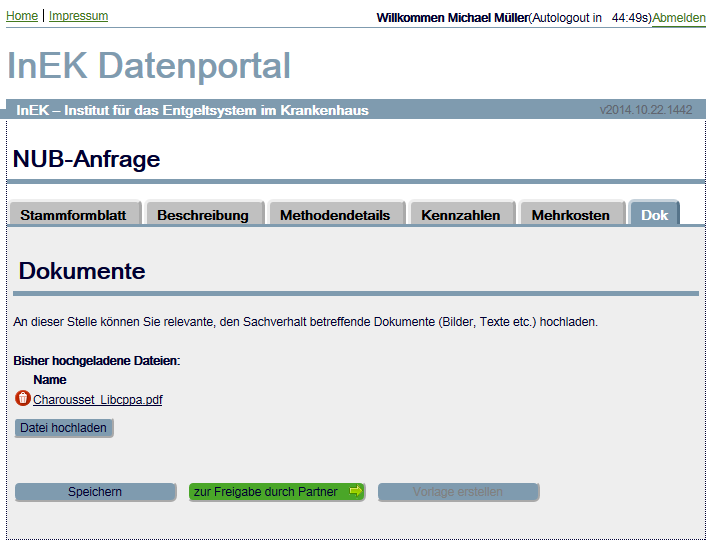 Home | Impressum
Willkommen Michael Müller(Autologout in 44:49s)Abmelden
InEK Datenportal
InEK – Institut für das Entgeltsystem im Krankenhaus v2014.10.22.1442
NUB-Anfrage
Stammformblatt Beschreibung Methodendetails Kennzahlen Mehrkosten Dok
Dokumente
An dieser Stelle können Sie relevante, den Sachverhalt betreffende Dokumente (Bilder, Texte etc.) hochladen.
Bisher hochgeladene Dateien:
Name
Charousset_Libcppa.pdf
Datei hochladen
Speichern zur Freigabe durch Partner Vorlage erstellen